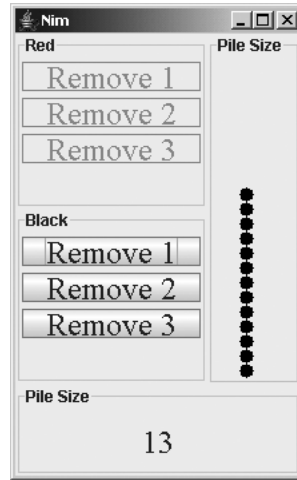 Nim
Red
Remove 1
Remove 2
Remove 3
Black
Remove 1
Remove 2
Remove 3
Pile Size
Pile Size
13